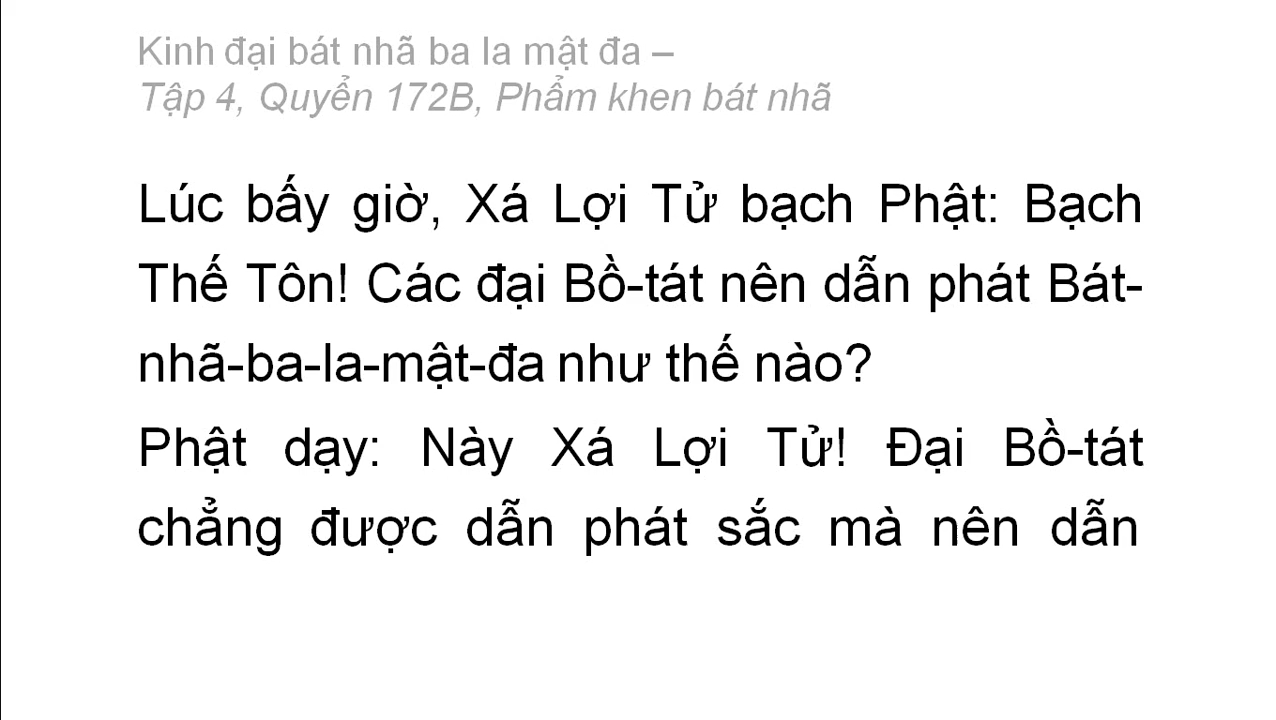 Kinh đại bát nhã ba la mật đa –
Tập 4, Quyển 172B, Phẩm khen bát nhã
Lúc bấy giờ, Xá Lợi Tử bạch Phật: Bạch
Thế Tôn! Các đại Bồ-tát nên dẫn phát Bát-
nhã-ba-la-mật-đa như thế nào?
Phật dạy: Này Xá Lợi Tử! Đại Bồ-tát
chẳng được dẫn phát sắc mà nên dẫn